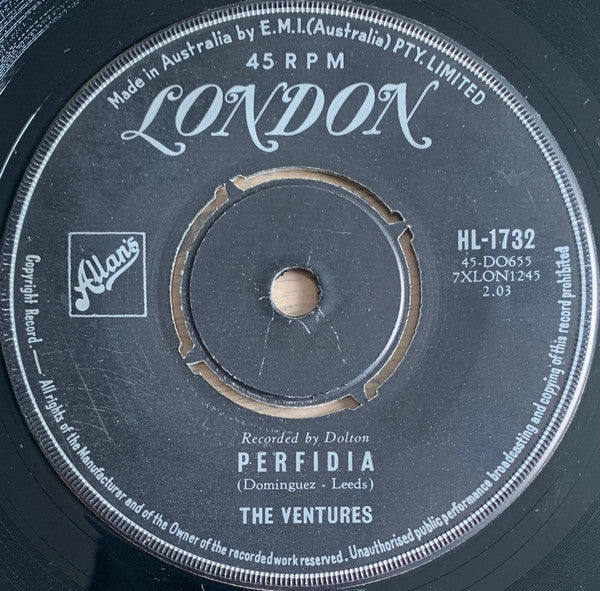 Made in Australia by E.M.I. (Australia) PTY. LIMITED
45 RPM
LONDON
Allan's
HL-1732
45-DO655
7XLON1245
2.03
Recorded by Dolton
PERFIDIA
(Dominguez - Leeds)
THE VENTURES
Copyright Record. — All rights of the Manufacturer and of the Owner of the recorded work reserved. Unauthorised public performance broadcasting and copying of this record prohibited